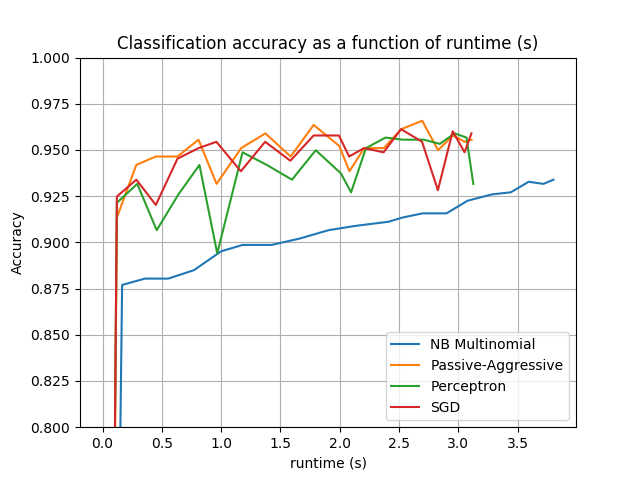 Classification accuracy as a function of runtime (s)
1.000
0.975
0.950
0.925
0.900
0.875
0.850
0.825
0.800
Accuracy
NB Multinomial
Passive-Aggressive
Perceptron
SGD
0.0 0.5 1.0 1.5 2.0 2.5 3.0 3.5
runtime (s)